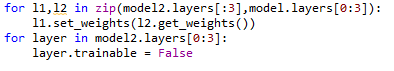 for l1,l2 in zip(model2.layers[:3],model.layers[0:3]):
    l1.set_weights(l2.get_weights())
for layer in model2.layers[0:3]:
    layer.trainable = False